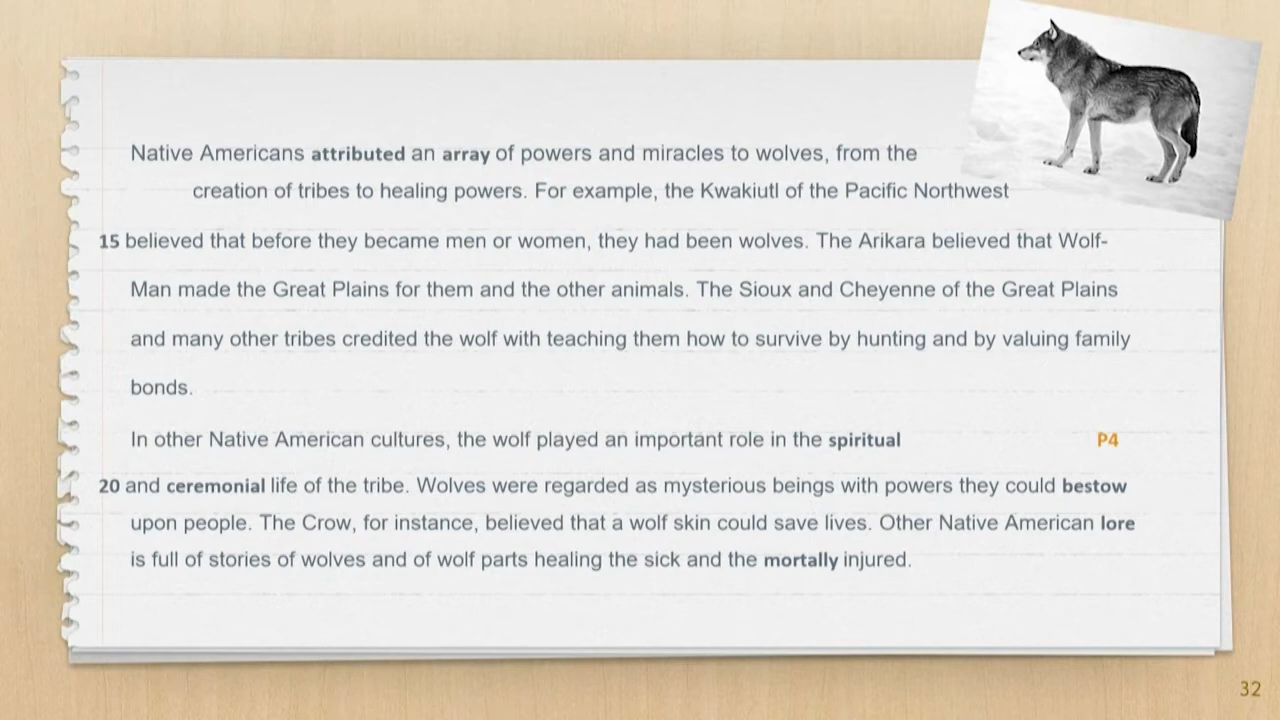 Native Americans attributed an array of powers and miracles to wolves, from the
creation of tribes to healing powers. For example, the Kwakiutl of the Pacific Northwest
15 believed that before they became men or women, they had been wolves. The Arikara believed that Wolf-
Man made the Great Plains for them and the other animals. The Sioux and Cheyenne of the Great Plains
and many other tribes credited the wolf with teaching them how to survive by hunting and by valuing family
bonds.
In other Native American cultures, the wolf played an important role in the spiritual P4
20 and ceremonial life of the tribe. Wolves were regarded as mysterious beings with powers they could bestow
upon people. The Crow, for instance, believed that a wolf skin could save lives. Other Native American lore
is full of stories of wolves and of wolf parts healing the sick and the mortally injured.
32